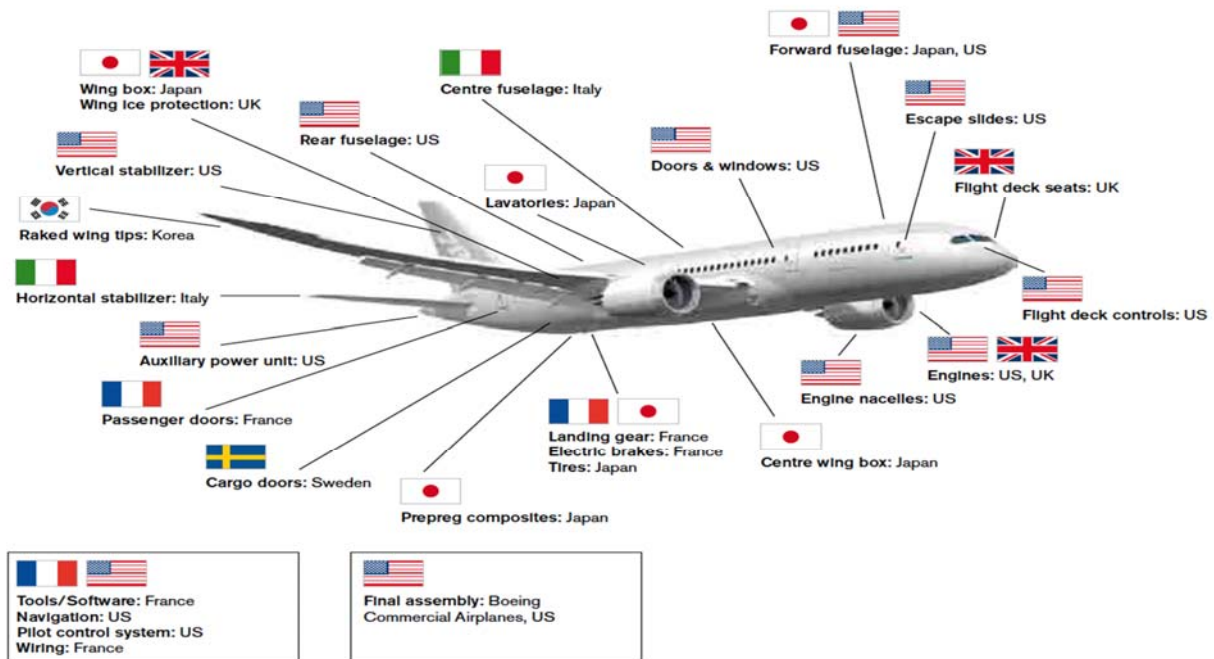 Forward fuselage: Japan, US
Wing box: Japan
Wing ice protection: UK
Centre fuselage: Italy
Escape slides: US
Rear fuselage: US
Doors & windows: US
Vertical stabilizer: US
Flight deck seats: UK
Lavatories: Japan
Raked wing tips: Korea
Horizontal stabilizer: Italy
Flight deck controls: US
Auxiliary power unit: US
Engines: US, UK
Engine nacelles: US
Passenger doors: France
Landing gear: France
Electric brakes: France
Tires: Japan
Centre wing box: Japan
Cargo doors: Sweden
Prepreg composites: Japan
Tools/Software: France
Navigation: US
Pilot control system: US
Wiring: France
Final assembly: Boeing
Commercial Airplanes, US